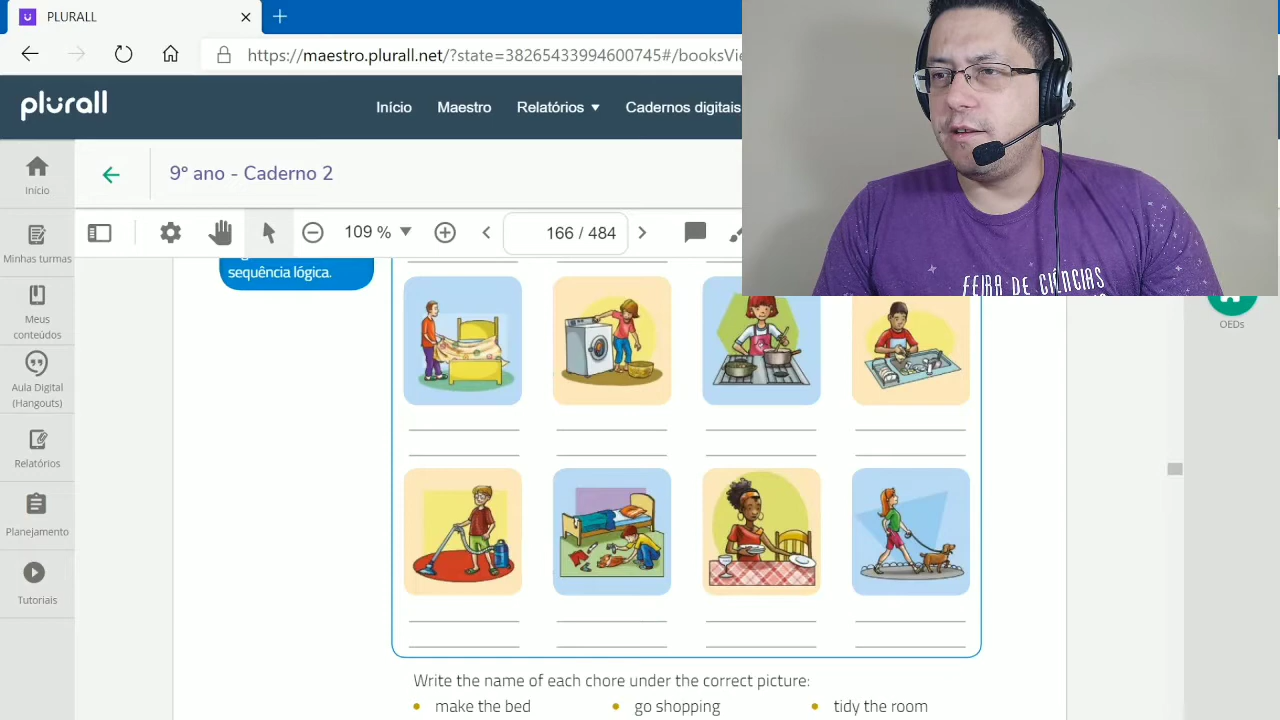 PLURALL
https://maestro.plurall.net/?state=38265433994600745#/booksVie
plurall
Início
Maestro
Relatórios
Cadernos digitais
Início
Minhas turmas
Meus
conteúdos
Aula Digital
(Hangouts)
Relatórios
Planejamento
Tutoriais
9º ano - Caderno 2
109 %
166 / 484
sequência lógica.
FEIRA DE CIÊNCIAS
OEDs
Write the name of each chore under the correct picture:
• make the bed
• go shopping
• tidy the room